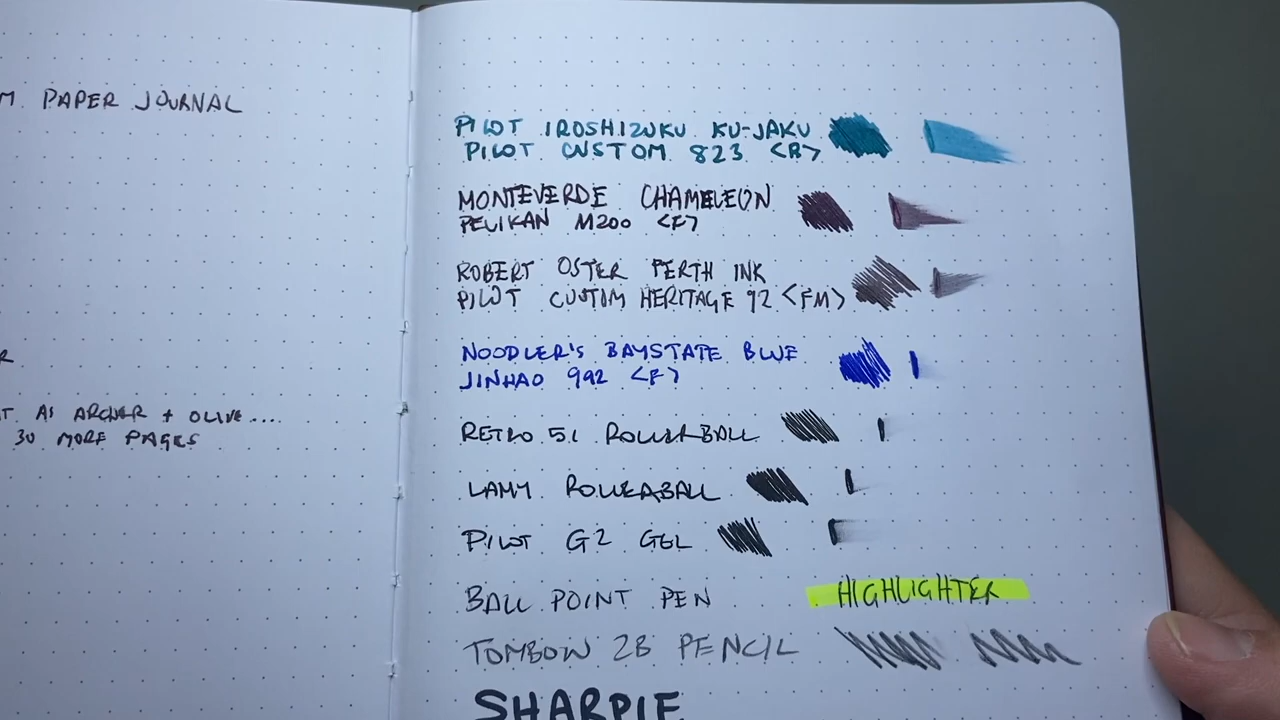 M PAPER JOURNAL
R
T AS ARCHER + OLIVE....
30 MORE PAGES
PILOT IROSHIZUKU KU-JAKU
PILOT CUSTOM 823 <B>
MONTEVERDE CHAMELEON
PELIKAN M200 <F>
ROBERT OSTER PERTH INK
PILOT CUSTOM HERITAGE 92 <FM>
NOODLER'S BAYSTATE BLUE
JINHAO 992 <F>
RETRO 51 ROLLERBALL
LAMY ROLLERBALL
PILOT G2 GEL
BALL POINT PEN HIGHLIGHTER
TOMBOW 2B PENCIL
SHARPIE